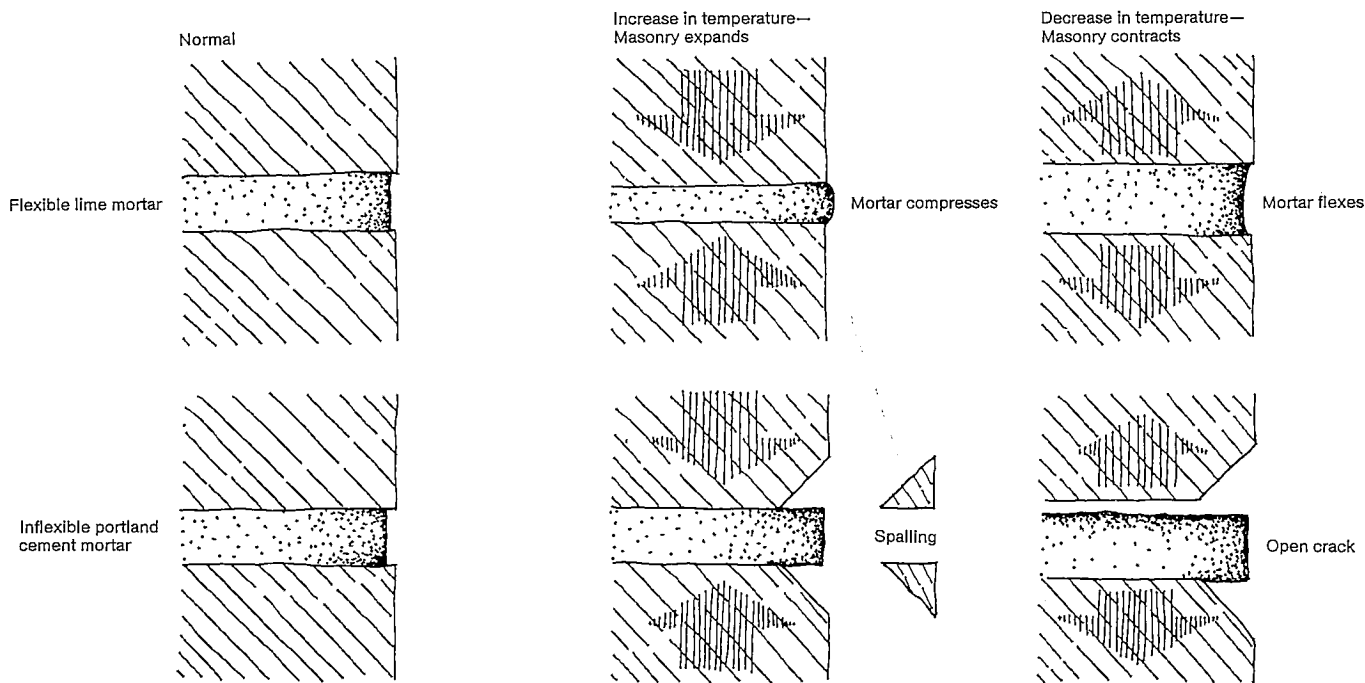 Normal
Increase in temperature—
Masonry expands
Decrease in temperature—
Masonry contracts
Flexible lime mortar
Mortar compresses
Mortar flexes
Inflexible portland
cement mortar
Spalling
Open crack